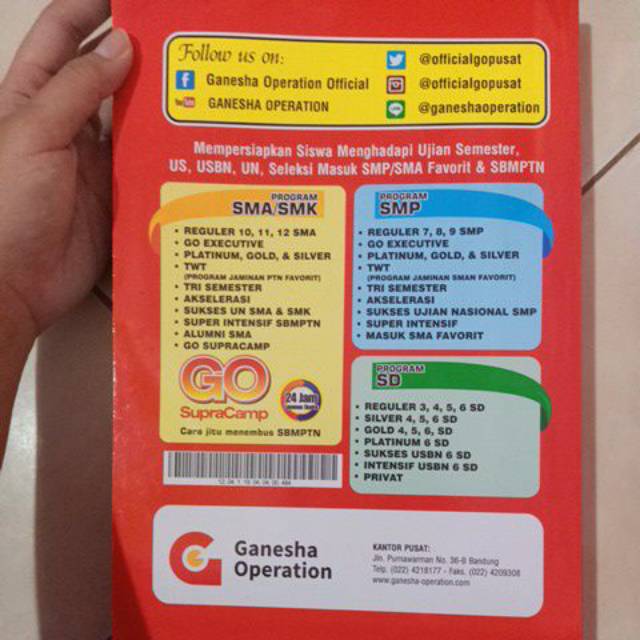 Follow us on:
Ganesha Operation Official
You Tube GANESHA OPERATION
@officialgopusat
@officialgopusat
@ganeshaoperation
Mempersiapkan Siswa Menghadapi Ujian Semester,
US, USBN, UN, Seleksi Masuk SMP/SMA Favorit & SBMPTN
PROGRAM
SMA/SMK
• REGULER 10, 11, 12 SMA
• GO EXECUTIVE
• PLATINUM, GOLD, & SILVER
• TWT
(PROGRAM JAMINAN PTN FAVORIT)
• TRI SEMESTER
• AKSELERASI
• SUKSES UN SMA & SMK
• SUPER INTENSIF SBMPTN
• ALUMNI SMA
• GO SUPRACAMP
GO
SupraCamp
24 Jam
Cara jitu menembus SBMPTN
PROGRAM
SMP
• REGULER 7, 8, 9 SMP
• GO EXECUTIVE
• PLATINUM, GOLD, & SILVER
• TWT
(PROGRAM JAMINAN SMAN FAVORIT)
• TRI SEMESTER
• AKSELERASI
• SUKSES UJIAN NASIONAL SMP
• SUPER INTENSIF
• MASUK SMA FAVORIT
PROGRAM
SD
• REGULER 3, 4, 5, 6 SD
• SILVER 4, 5, 6 SD
• GOLD 4, 5, 6, SD
• PLATINUM 6 SD
• SUKSES USBN 6 SD
• INTENSIF USBN 6 SD
• PRIVAT
Ganesha
Operation
KANTOR PUSAT:
Jln. Purnawarman No. 36-B Bandung
Telp. (022) 4218177 - Faks. (022) 4209308
www.ganesha-operation.com